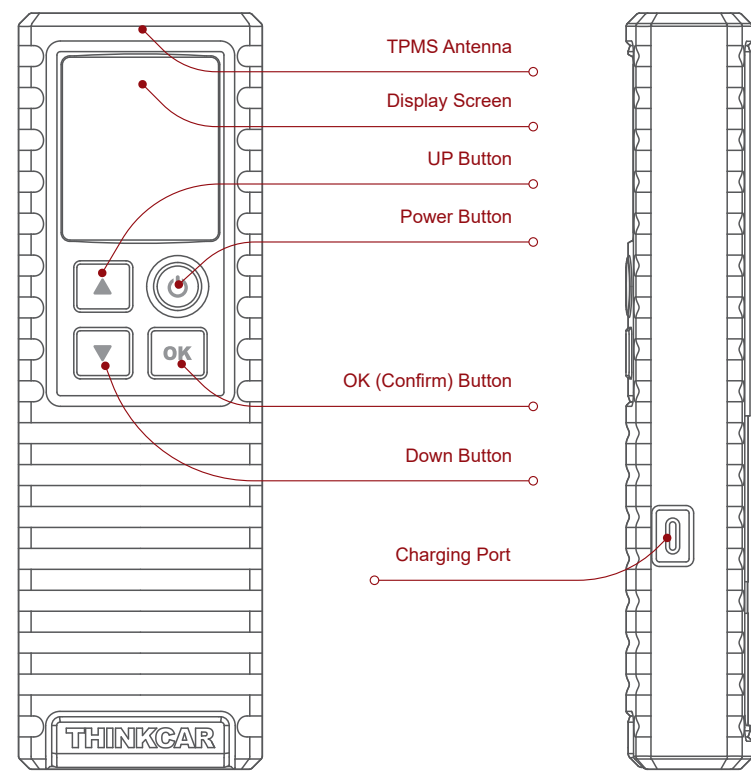 TPMS Antenna
Display Screen
UP Button
Power Button
OK
OK (Confirm) Button
Down Button
Charging Port
THINKCAR